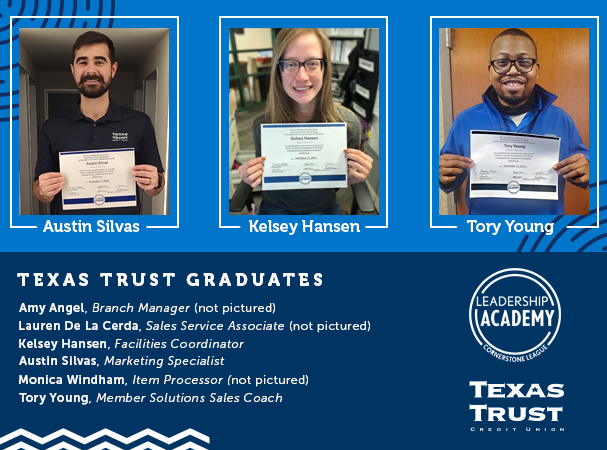 TEXAS
TRUST
Austin Silvas
Kelsey Hansen
Tory Young
Austin Silvas
Kelsey Hansen
Tory Young
TEXAS TRUST GRADUATES
Amy Angel, Branch Manager (not pictured)
Lauren De La Cerda, Sales Service Associate (not pictured)
Kelsey Hansen, Facilities Coordinator
Austin Silvas, Marketing Specialist
Monica Windham, Item Processor (not pictured)
Tory Young, Member Solutions Sales Coach
LEADERSHIP
ACADEMY
CORNERSTONE LEAGUE
TEXAS
TRUST
CREDIT UNION